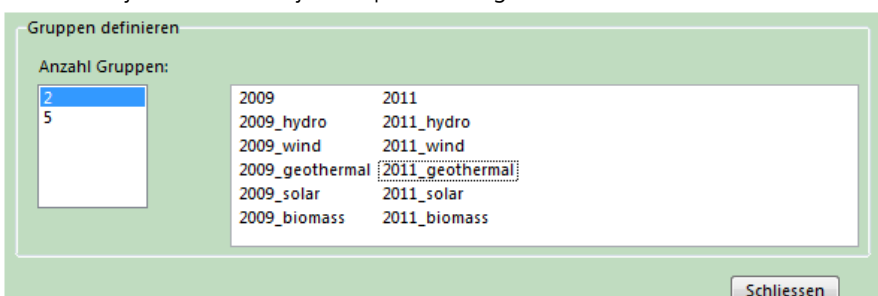 Gruppen definieren
Anzahl Gruppen:
2
5
2009 2011
2009_hydro 2011_hydro
2009_wind 2011_wind
2009_geothermal 2011_geothermal
2009_solar 2011_solar
2009_biomass 2011_biomass
Schliessen